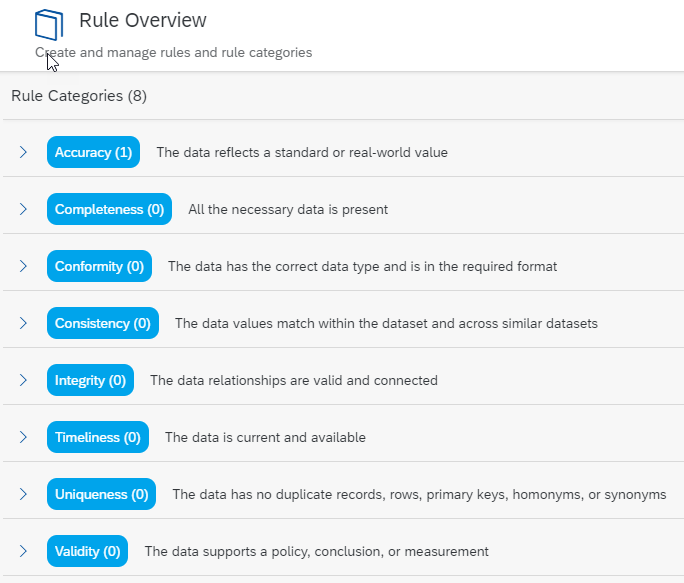 Rule Overview
Create and manage rules and rule categories
Rule Categories (8)
Accuracy (1) The data reflects a standard or real-world value
Completeness (0) All the necessary data is present
Conformity (0) The data has the correct data type and is in the required format
Consistency (0) The data values match within the dataset and across similar datasets
Integrity (0) The data relationships are valid and connected
Timeliness (0) The data is current and available
Uniqueness (0) The data has no duplicate records, rows, primary keys, homonyms, or synonyms
Validity (0) The data supports a policy, conclusion, or measurement